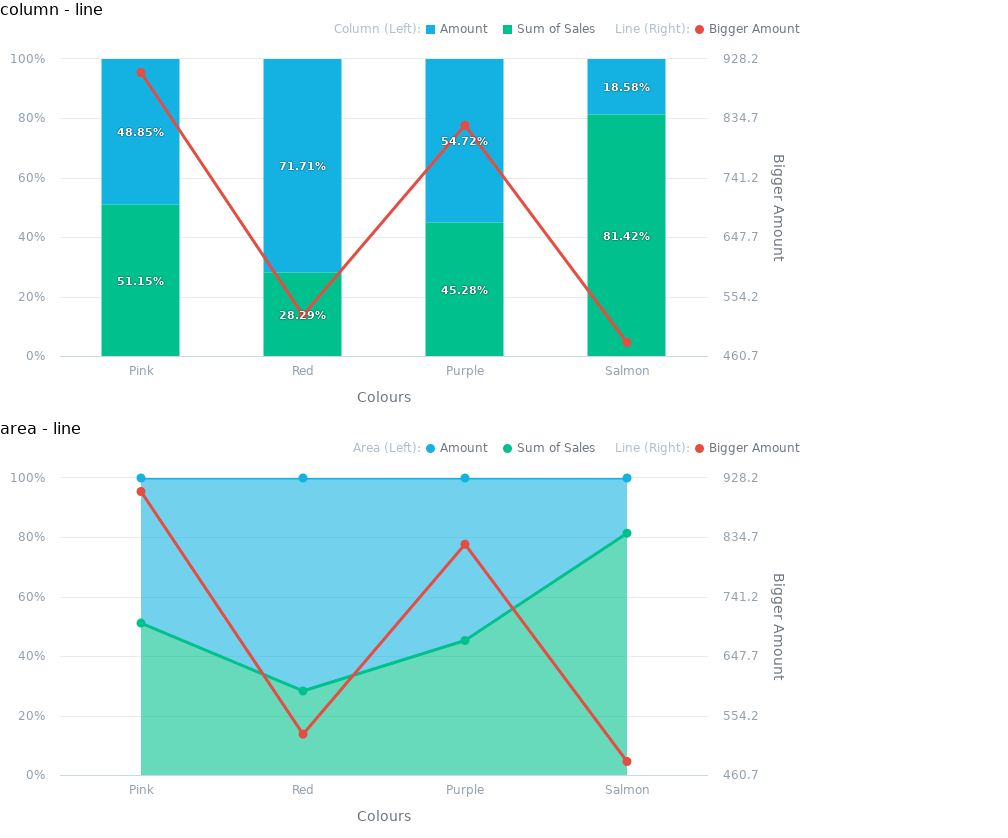 column - line
Column (Left): Amount Sum of Sales Line (Right): Bigger Amount
100% 928.2
18.58%
80% 834.7
48.85% 54.72%
71.71%
60% 741.2
Bigger Amount
40% 647.7
81.42%
51.15% 45.28%
20% 554.2
28.29%
0% 460.7
Pink Red Purple Salmon
Colours
area - line
Area (Left): Amount Sum of Sales Line (Right): Bigger Amount
100% 928.2
80% 834.7
60% 741.2
Bigger Amount
40% 647.7
20% 554.2
0% 460.7
Pink Red Purple Salmon
Colours